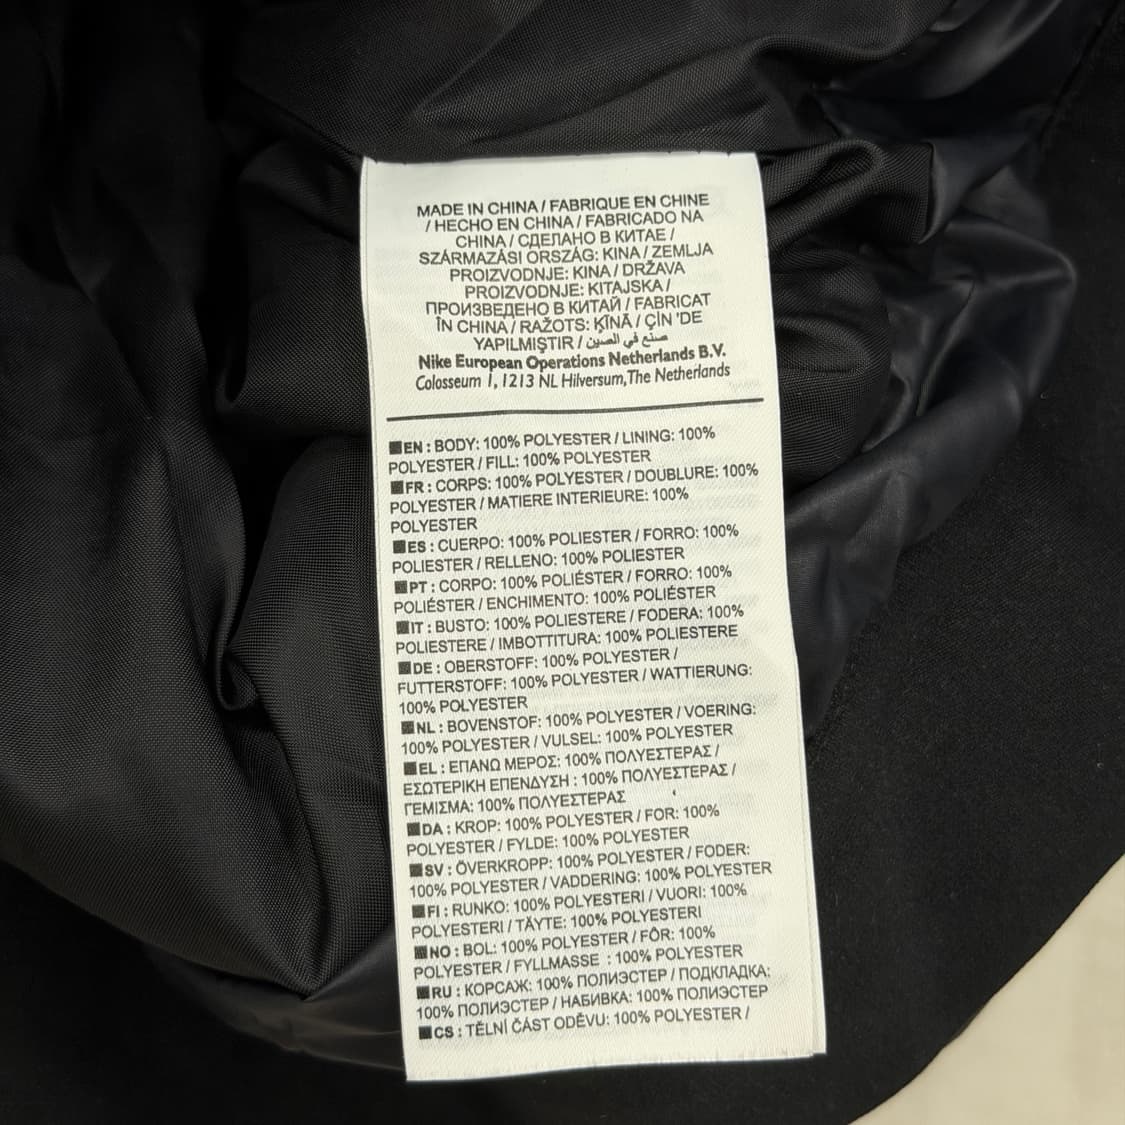 MADE IN CHINA / FABRIQUE EN CHINE
/ HECHO EN CHINA / FABRICADO NA
CHINA / СДЕЛАНО В КИТАЕ /
SZÁRMAZÁSI ORSZÁG: KINA / ZEMLJA
PROIZVODNJE: KINA / DRŽAVA
PROIZVODNJE: KITAJSKA /
ПРОИЗВЕДЕНО В КИТАЙ / FABRICAT
ÎN CHINA / RAŽOTS: ĶĪNĀ / ÇİN 'DE
YAPILMIŞTIR / صنع في الصين
Nike European Operations Netherlands B.V.
Colosseum 1, 1213 NL Hilversum, The Netherlands
EN : BODY: 100% POLYESTER / LINING: 100%
POLYESTER / FILL: 100% POLYESTER
FR : CORPS: 100% POLYESTER / DOUBLURE: 100%
POLYESTER / MATIERE INTERIEURE: 100%
POLYESTER
ES : CUERPO: 100% POLIESTER / FORRO: 100%
POLIESTER / RELLENO: 100% POLIESTER
PT : CORPO: 100% POLIÉSTER / FORRO: 100%
POLIÉSTER / ENCHIMENTO: 100% POLIÉSTER
IT : BUSTO: 100% POLIESTERE / FODERA: 100%
POLIESTERE / IMBOTTITURA: 100% POLIESTERE
DE : OBERSTOFF: 100% POLYESTER /
FUTTERSTOFF: 100% POLYESTER / WATTIERUNG:
100% POLYESTER
NL : BOVENSTOF: 100% POLYESTER / VOERING:
100% POLYESTER / VULSEL: 100% POLYESTER
EL : ΕΠΑΝΩ ΜΕΡΟΣ: 100% ΠΟΛΥΕΣΤΕΡΑΣ /
ΕΣΩΤΕΡΙΚΗ ΕΠΕΝΔΥΣΗ : 100% ΠΟΛΥΕΣΤΕΡΑΣ /
ΓΕΜΙΣΜΑ: 100% ΠΟΛΥΕΣΤΕΡΑΣ
DA : KROP: 100% POLYESTER / FOR: 100%
POLYESTER / FYLDE: 100% POLYESTER
SV : ÖVERKROPP: 100% POLYESTER / FODER:
100% POLYESTER / VADDERING: 100% POLYESTER
FI : RUNKO: 100% POLYESTERI / VUORI: 100%
POLYESTERI / TÄYTE: 100% POLYESTERI
NO : BOL: 100% POLYESTER / FÔR: 100%
POLYESTER / FYLLMASSE : 100% POLYESTER
RU : КОРСАЖ: 100% ПОЛИЭСТЕР / ПОДКЛАДКА:
100% ПОЛИЭСТЕР / НАБИВКА: 100% ПОЛИЭСТЕР
CS : TĚLNÍ ČÁST ODĚVU: 100% POLYESTER /